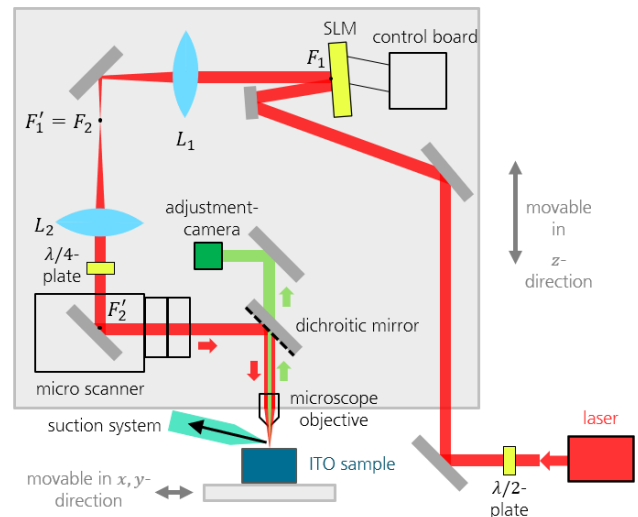 SLM
control board
F₁
F₁′ = F₂
L₁
L₂
adjustment-
camera
λ/4-
plate
F₂′
movable
in
z-
direction
dichroitic mirror
micro scanner
microscope
objective
suction system
laser
ITO sample
movable in x, y-
direction
λ/2-
plate